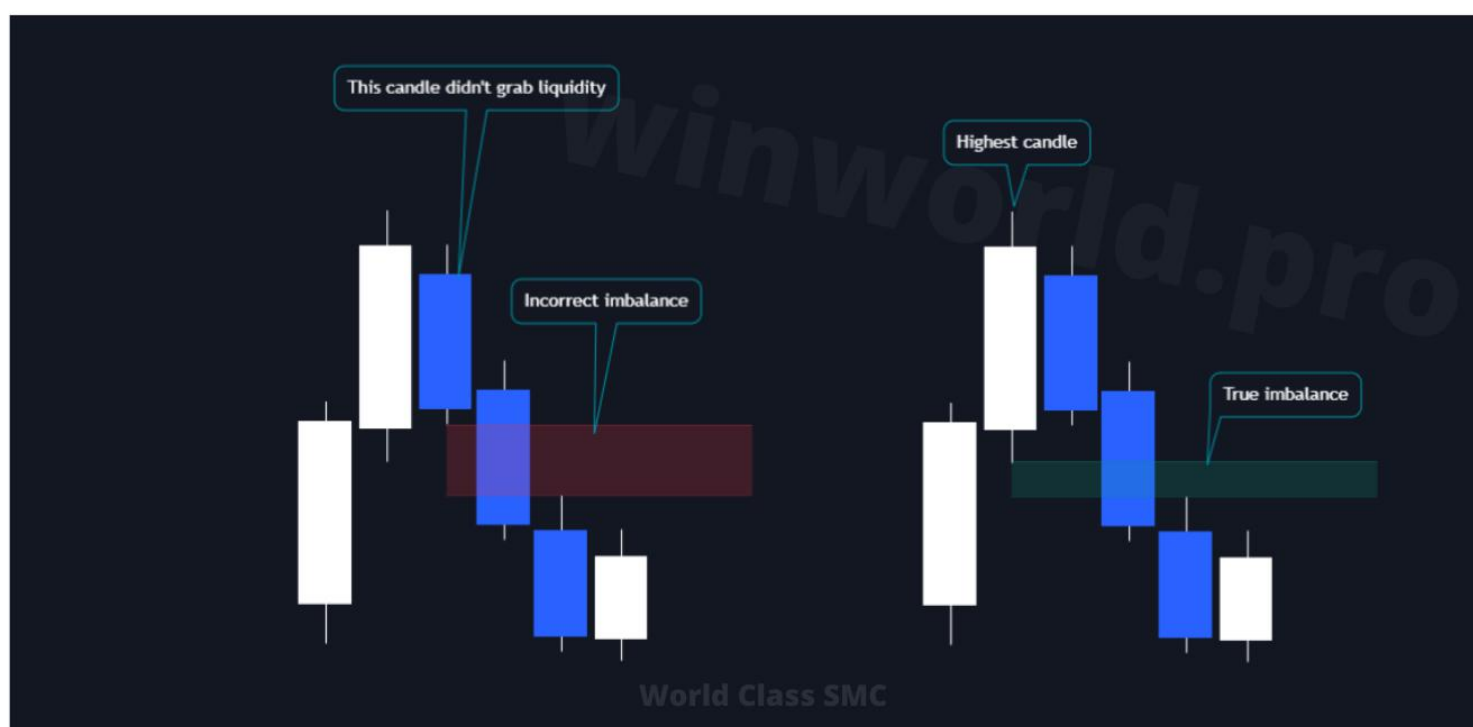 This candle didn't grab liquidity
Highest candle
Incorrect imbalance
True imbalance
winworld.pro
World Class SMC